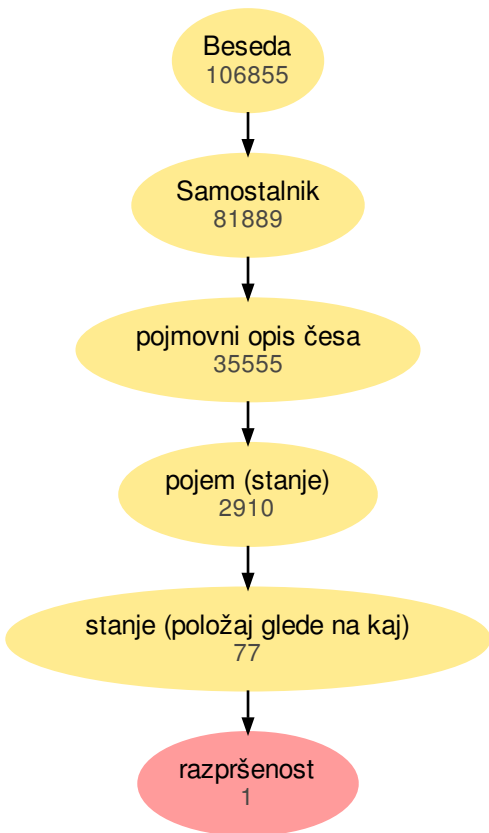 Beseda
106855
Samostalnik
81889
pojmovni opis česa
35555
pojem (stanje)
2910
stanje (položaj glede na kaj)
77
razpršenost
1